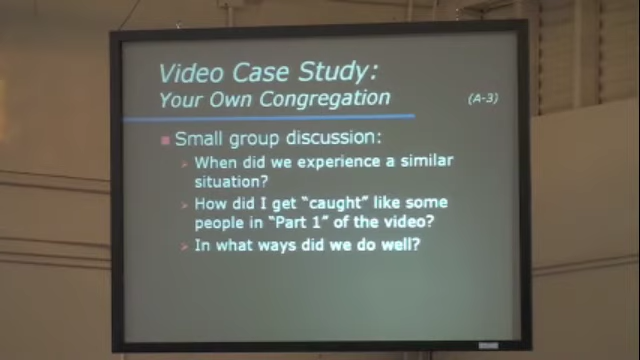 Video Case Study:
Your Own Congregation (A-3)
Small group discussion:
When did we experience a similar
situation?
How did I get “caught” like some
people in “Part 1” of the video?
In what ways did we do well?